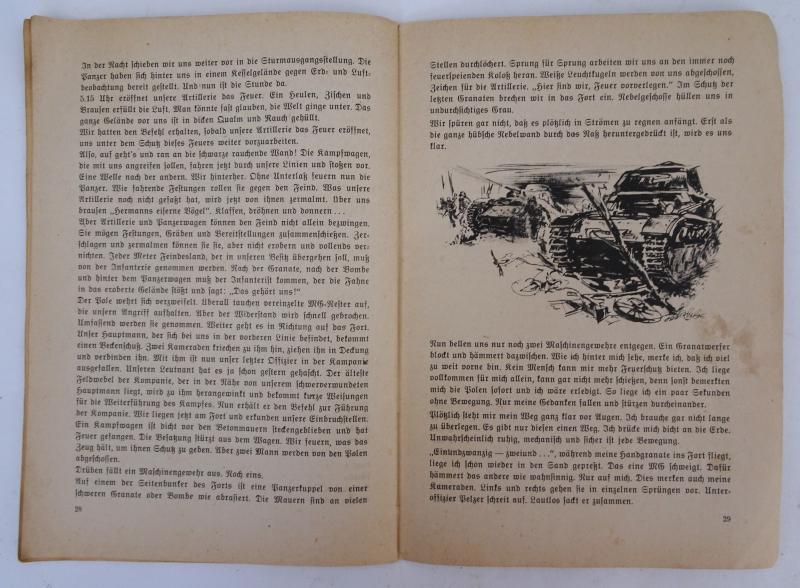 In der Nacht schieben wir uns weiter vor in die Sturmausgangsstellung. Die
Panzer haben sich hinter uns in einem Kesselgelände gegen Erd- und Luft-
beobachtung bereit gestellt. Und nun ist die Stunde da.
5.15 Uhr eröffnet unsere Artillerie das Feuer. Ein Heulen, Zischen und
Brausen erfüllt die Luft. Man könnte fast glauben, die Welt ginge unter. Das
ganze Gelände vor uns ist in dicken Qualm und Rauch gehüllt.
Wir hatten den Befehl erhalten, sobald unsere Artillerie das Feuer eröffnet,
uns unter dem Schutz dieses Feuers weiter vorzuarbeiten.
Also, auf geht's und ran an die schwarze rauchende Wand! Die Kampfwagen,
die mit uns angreifen sollen, fahren jetzt durch unsere Linien und stoßen vor.
Eine Welle nach der andern. Wir hinterher. Ohne Unterlaß feuern nun die
Panzer. Wie fahrende Festungen rollen sie gegen den Feind. Was unsere
Artillerie noch nicht gefaßt hat, wird jetzt von ihnen zermalmt. Über uns
brausen „Hermanns eiserne Vögel“. Klaffen, dröhnen und donnern . . .
Aber Artillerie und Panzerwagen können den Feind nicht allein bezwingen.
Sie mögen Festungen, Gräben und Bereitstellungen zusammenschießen. Zer-
schlagen und zermalmen können sie sie, aber nicht erobern und vollends ver-
nichten. Jeder Meter Feindesland, der in unseren Besitz übergehen soll, muß
von der Infanterie genommen werden. Nach der Granate, nach der Bombe
und hinter dem Panzerwagen muß der Infanterist kommen, der die Fahne
in das eroberte Gelände stößt und sagt: „Das gehört uns!“
Der Pole wehrt sich verzweifelt. Überall tauchen vereinzelte MG-Nester auf,
die unsern Angriff aufhalten. Aber der Widerstand wird schnell gebrochen.
Umfassend werden sie genommen. Weiter geht es in Richtung auf das Fort.
Unser Hauptmann, der sich bei uns in der vorderen Linie befindet, bekommt
einen Beckenschuß. Zwei Kameraden kriechen zu ihm hin, ziehen ihn in Deckung
und verbinden ihn. Mit ihm ist nun unser letzter Offizier in der Kompanie
ausgefallen. Unseren Leutnant hat es ja schon gestern gehascht. Der älteste
Feldwebel der Kompanie, der in der Nähe von unserem schwerverwundeten
Hauptmann liegt, wird zu ihm herangewinkt und bekommt kurze Weisungen
für die Weiterführung des Kampfes. Nun erhält er den Befehl zur Führung
der Kompanie. Wir liegen jetzt am Fort und erkunden unsere Einbruchstellen.
Ein Kampfwagen ist dicht vor den Betonmauern steckengeblieben und hat
Feuer gefangen. Die Besatzung stürzt aus dem Wagen. Wir feuern, was das
Zeug hält, um ihnen Schutz zu geben. Aber zwei Mann werden von den Polen
abgeschossen.
Drüben fällt ein Maschinengewehr aus. Noch eins.
Auf einem der Seitenbunker des Forts ist eine Panzerkuppel von einer
schweren Granate oder Bombe wie abrasiert. Die Mauern sind an vielen
28
Stellen durchlöchert. Sprung für Sprung arbeiten wir uns an den immer noch
feuerspeienden Koloß heran. Weiße Leuchtkugeln werden von uns abgeschossen,
Zeichen für die Artillerie. „Hier sind wir, Feuer vorverlegen.“ Im Schutz der
letzten Granaten brechen wir in das Fort ein. Nebelgeschosse hüllen uns in
undurchsichtiges Grau.
Wir spüren gar nicht, daß es plötzlich in Strömen zu regnen anfängt. Erst als
die ganze hübsche Nebelwand durch das Naß heruntergedrückt ist, wird es uns
klar.
Nun bellen uns nur noch zwei Maschinengewehre entgegen. Ein Granatwerfer
blockt und hämmert dazwischen. Wie ich hinter mich sehe, merke ich, daß ich viel
zu weit vorne bin. Kein Mensch kann mir mehr Feuerschutz bieten. Ich liege
vollkommen für mich allein, kann gar nicht mehr schießen, denn sonst bemerkten
mich die Polen sofort und ich wäre erledigt. So liege ich ein paar Sekunden
ohne Bewegung. Nur meine Gedanken fallen und stürzen durcheinander.
Plötzlich steht mir mein Weg ganz klar vor Augen. Ich brauche gar nicht lange
zu überlegen. Es gibt nur diesen einen Weg. Ich drücke mich dicht an die Erde.
Unwahrscheinlich ruhig, mechanisch und sicher ist jede Bewegung.
„Einundzwanzig — zweiund . . .“, während meine Handgranate ins Fort fliegt,
liege ich schon wieder in den Sand gepreßt. Das eine MG schweigt. Dafür
hämmert das andere wie wahnsinnig. Nur auf mich. Dies merken auch meine
Kameraden. Links und rechts gehen sie in einzelnen Sprüngen vor. Unter-
offizier Pelzer schreit auf. Lautlos sackt er zusammen.
29